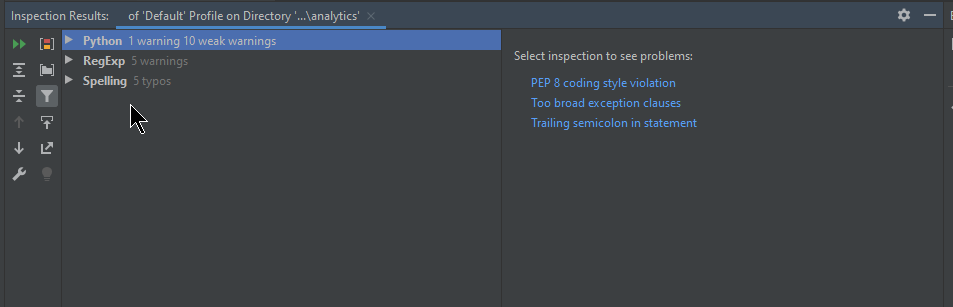 Inspection Results: of 'Default' Profile on Directory '...\analytics'
Python 1 warning 10 weak warnings
RegExp 5 warnings
Spelling 5 typos
Select inspection to see problems:
PEP 8 coding style violation
Too broad exception clauses
Trailing semicolon in statement